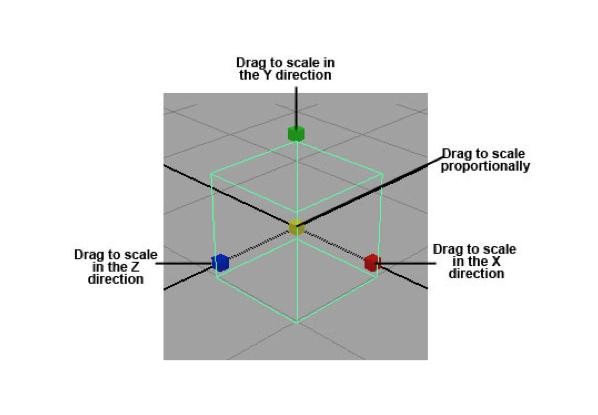 Drag to scale in
the Y direction
Drag to scale
proportionally
Drag to scale
in the Z
direction
Drag to scale
in the X
direction